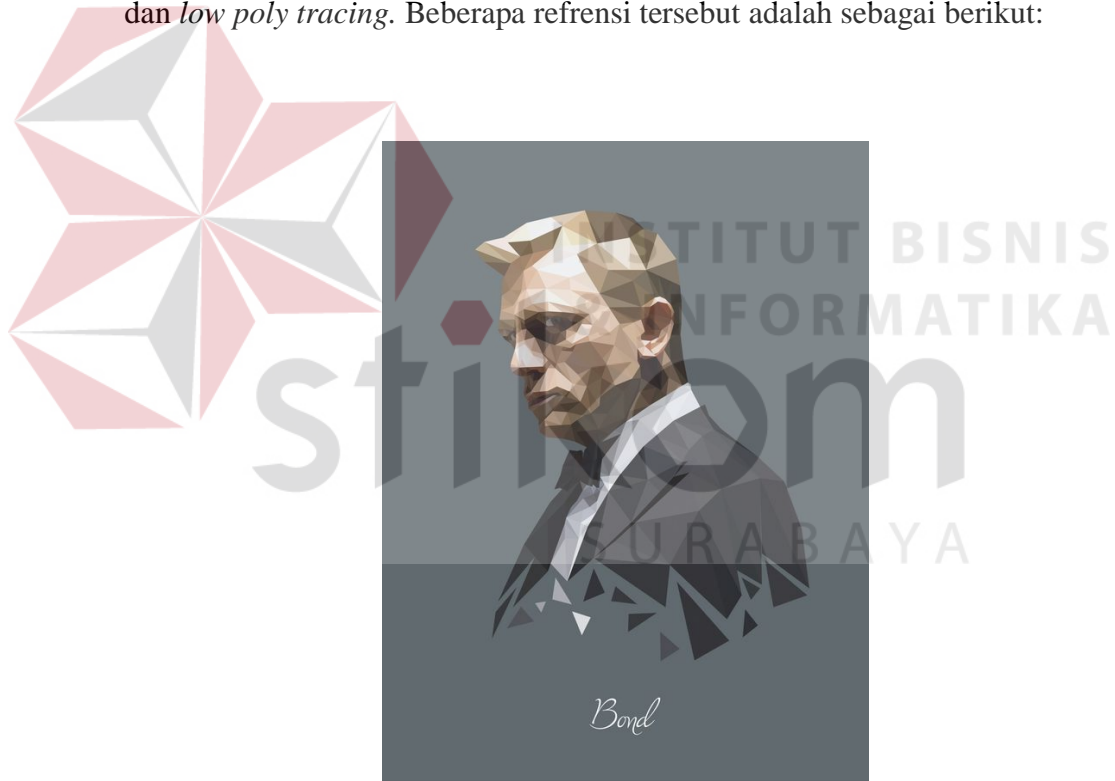 dan low poly tracing. Beberapa refrensi tersebut adalah sebagai berikut:
INSTITUT BISNIS
& INFORMATIKA
stikom
SURABAYA
Bond